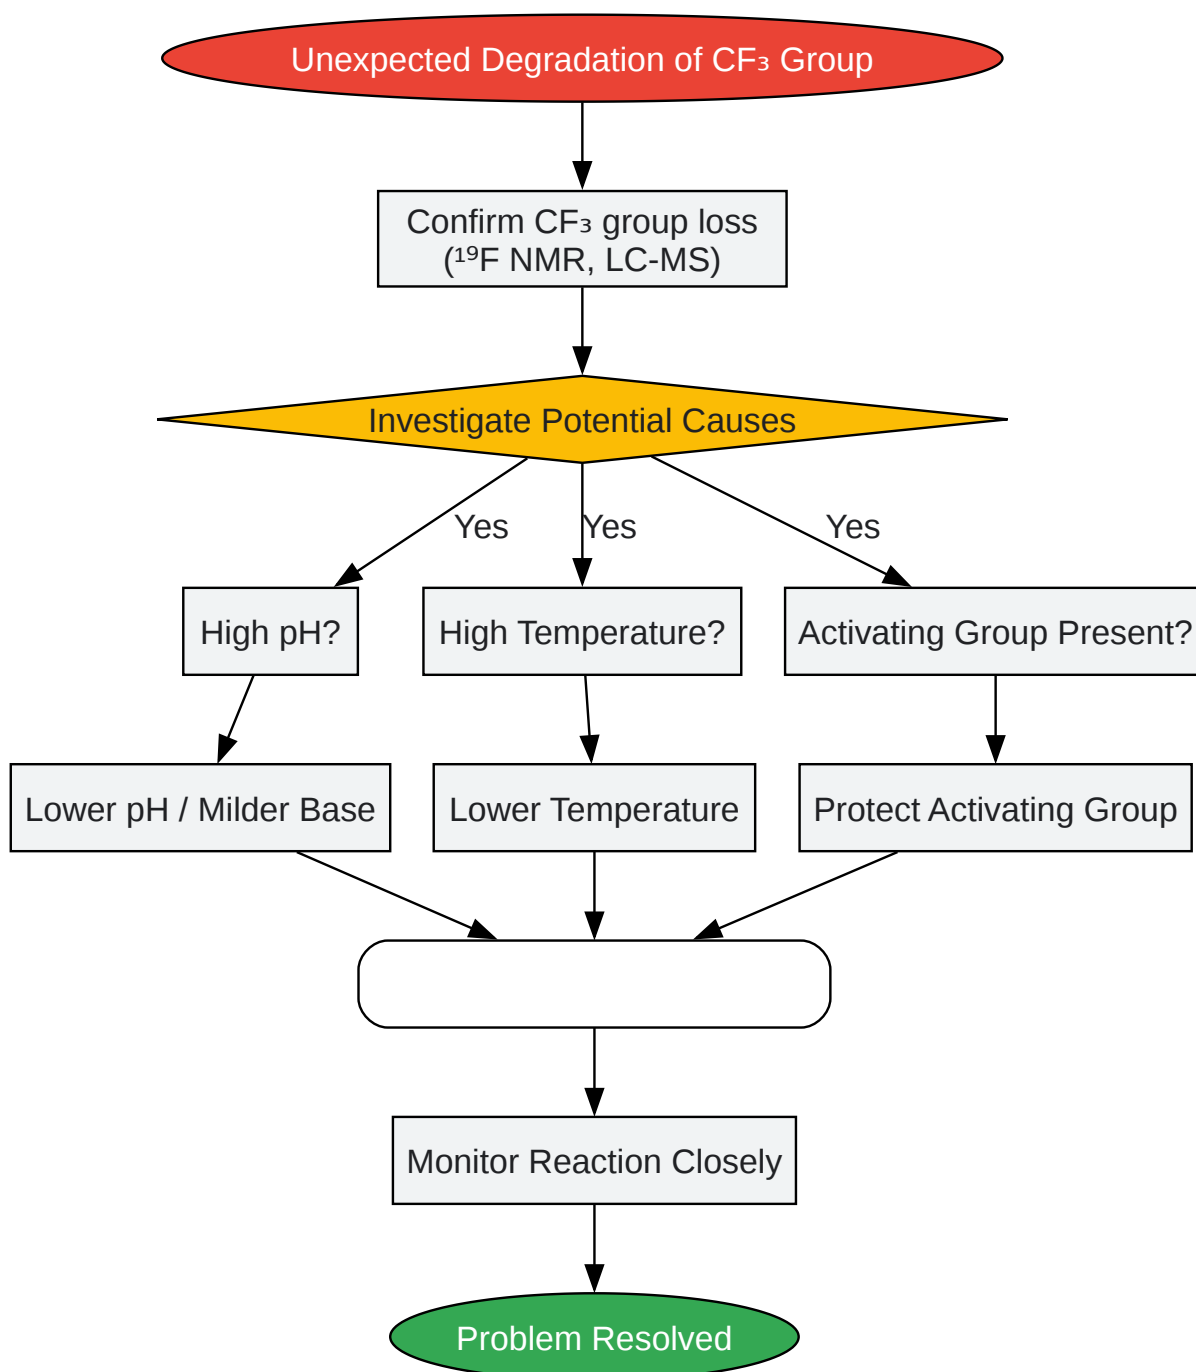 Unexpected Degradation of CF₃ Group
Confirm CF₃ group loss
(¹⁹F NMR, LC-MS)
Investigate Potential Causes
Yes
Yes
Yes
High pH?
High Temperature?
Activating Group Present?
Lower pH / Milder Base
Lower Temperature
Protect Activating Group
Monitor Reaction Closely
Problem Resolved